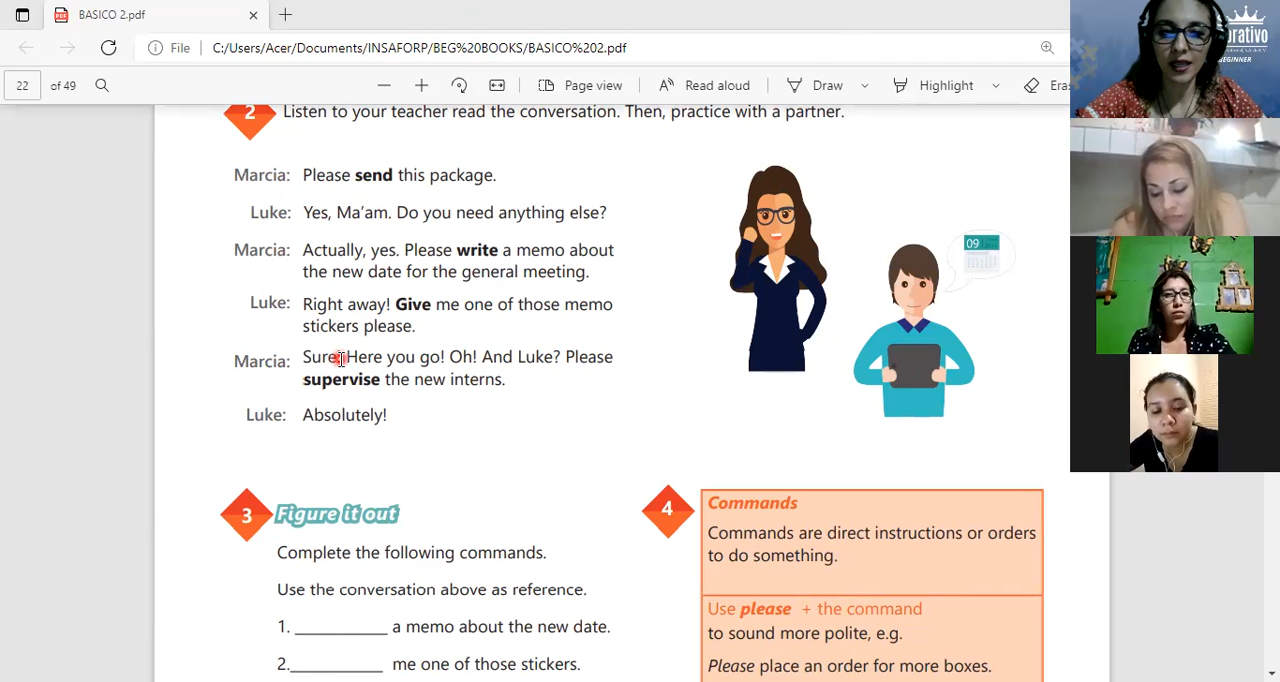 BASICO 2.pdf
File
C:/Users/Acer/Documents/INSAFORP/BEG%20BOOKS/BASICO%202.pdf
22 of 49
Page view
Read aloud
Draw
Highlight
2 Listen to your teacher read the conversation. Then, practice with a partner.
Marcia: Please send this package.
Luke: Yes, Ma'am. Do you need anything else?
Marcia: Actually, yes. Please write a memo about
the new date for the general meeting.
Luke: Right away! Give me one of those memo
stickers please.
Marcia: Sure Here you go! Oh! And Luke? Please
supervise the new interns.
Luke: Absolutely!
09
3 Figure it out
Complete the following commands.
Use the conversation above as reference.
1. ___________ a memo about the new date.
2.___________ me one of those stickers.
4 Commands
Commands are direct instructions or orders
to do something.
Use please + the command
to sound more polite, e.g.
Please place an order for more boxes.
BEGINNER